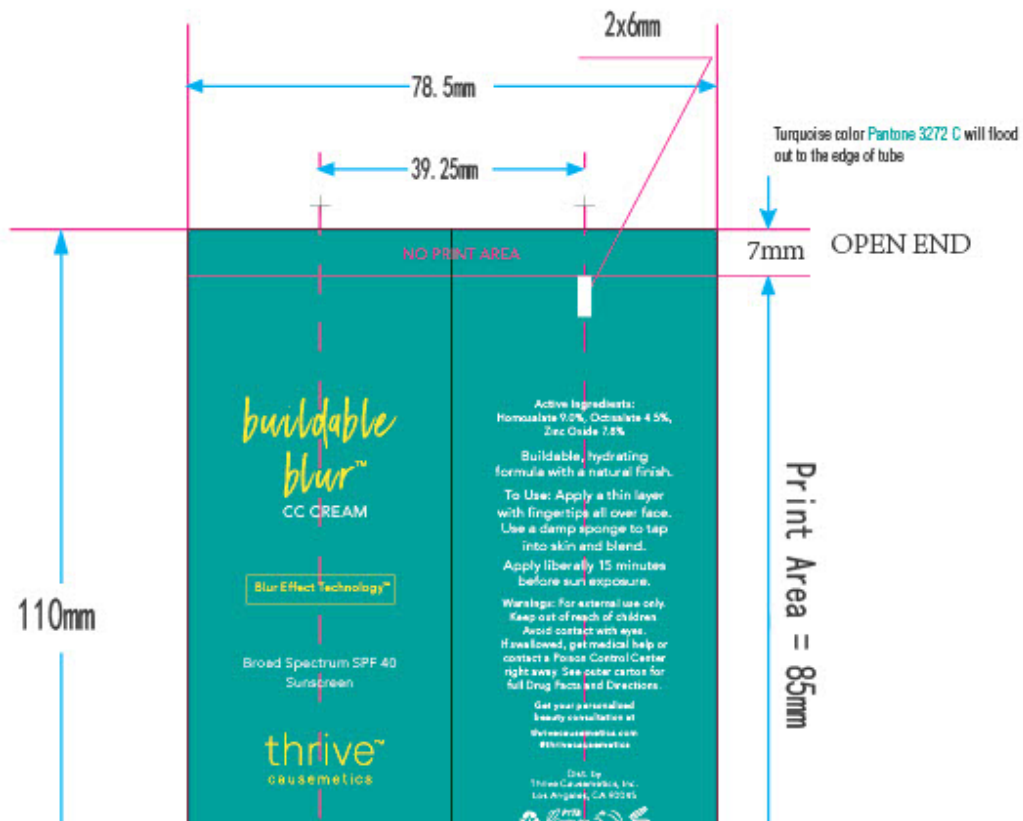 2x6mm
78.5mm
Turquoise color Pantone 3272 C will flood
out to the edge of tube
39.25mm
NO PRINT AREA
7mm
OPEN END
buildable
blur™
CC CREAM
Blur Effect Technology™
Broad Spectrum SPF 40
Sunscreen
thrive™
causemetics
Active Ingredients:
Homosalate 9.0%, Octisalate 4.5%,
Zinc Oxide 7.8%
Buildable, hydrating
formula with a natural finish.
To Use: Apply a thin layer
with fingertips all over face.
Use a damp sponge to tap
into skin and blend.
Apply liberally 15 minutes
before sun exposure.
Warnings: For external use only.
Keep out of reach of children
Avoid contact with eyes.
If swallowed, get medical help or
contact a Poison Control Center
right away. See outer carton for
full Drug Facts and Directions.
Get your personalized
beauty consultation at
thrivecausemetics.com
#thrivecausemetics
Dist. by
Thrive Causemetics, Inc.
Los Angeles, CA 90045
110mm
Print Area = 85mm